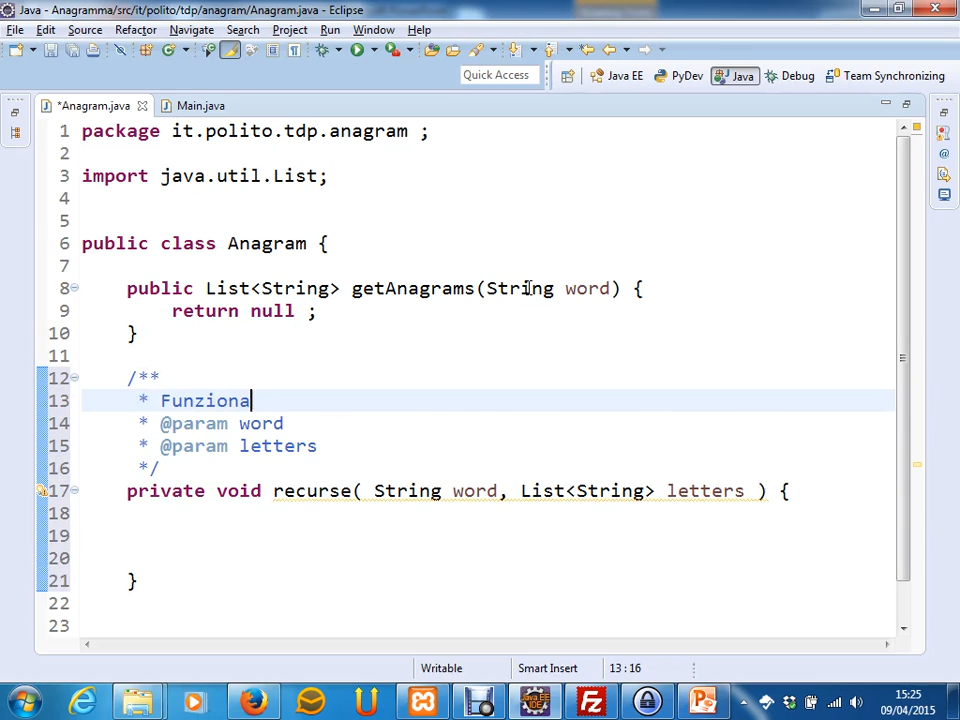 Java - Anagramma/src/it/polito/tdp/anagram/Anagram.java - Eclipse
File Edit Source Refactor Navigate Search Project Run Window Help
Quick Access Java EE PyDev Java Debug Team Synchronizing
*Anagram.java Main.java
1 package it.polito.tdp.anagram ;
2
3 import java.util.List;
4
5
6 public class Anagram {
7
8 public List<String> getAnagrams(String word) {
9 return null ;
10 }
11
12 /**
13 * Funziona
14 * @param word
15 * @param letters
16 */
17 private void recurse( String word, List<String> letters ) {
18
19
20
21 }
22
23
Writable Smart Insert 13 : 16
15:25
09/04/2015